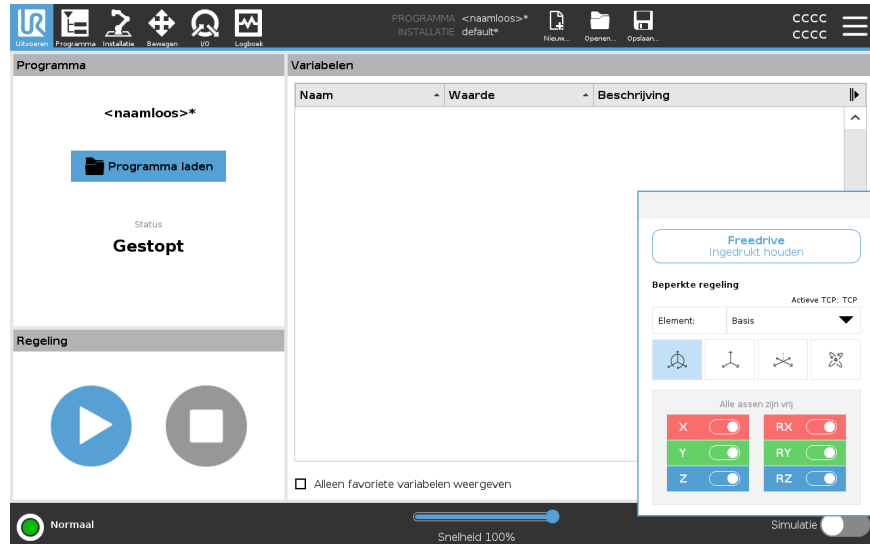 UR
Uitvoeren Programma Installatie Bewegen I/O Logboek
PROGRAMMA <naamloos>*
INSTALLATIE default*
Nieuw... Openen... Opslaan...
cccc
cccc
Programma
<naamloos>*
Programma laden
Status
Gestopt
Regeling
Variabelen
Naam Waarde Beschrijving
Alleen favoriete variabelen weergeven
Freedrive
Ingedrukt houden
Beperkte regeling
Actieve TCP: TCP
Element: Basis
Alle assen zijn vrij
X RX
Y RY
Z RZ
Normaal
Snelheid 100%
Simulatie